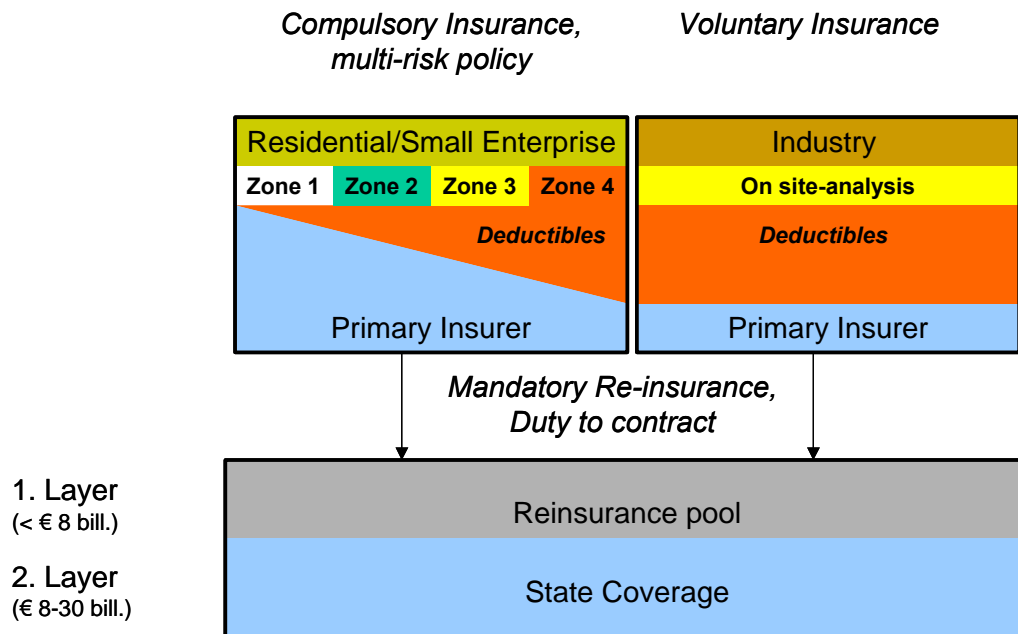 Compulsory Insurance,
multi-risk policy
Voluntary Insurance
Residential/Small Enterprise
Industry
Zone 1
Zone 2
Zone 3
Zone 4
On site-analysis
Deductibles
Deductibles
Primary Insurer
Primary Insurer
Mandatory Re-insurance,
Duty to contract
1. Layer
(< € 8 bill.)
Reinsurance pool
2. Layer
(€ 8-30 bill.)
State Coverage